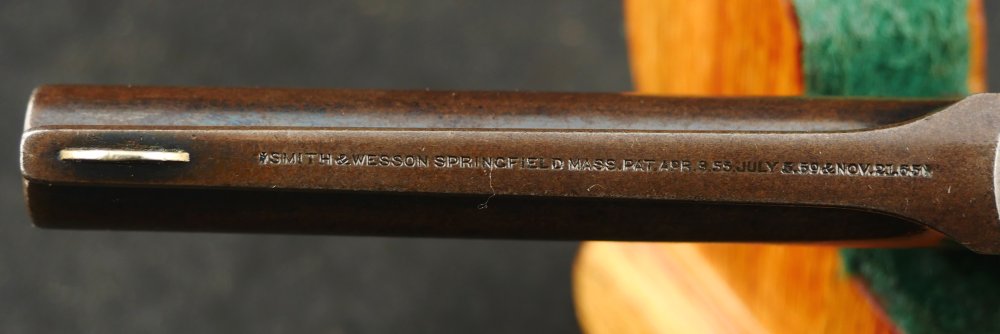 SMITH & WESSON SPRINGFIELD MASS. PAT. APR. 3.55. JULY 5.59 & NOV. 21.65